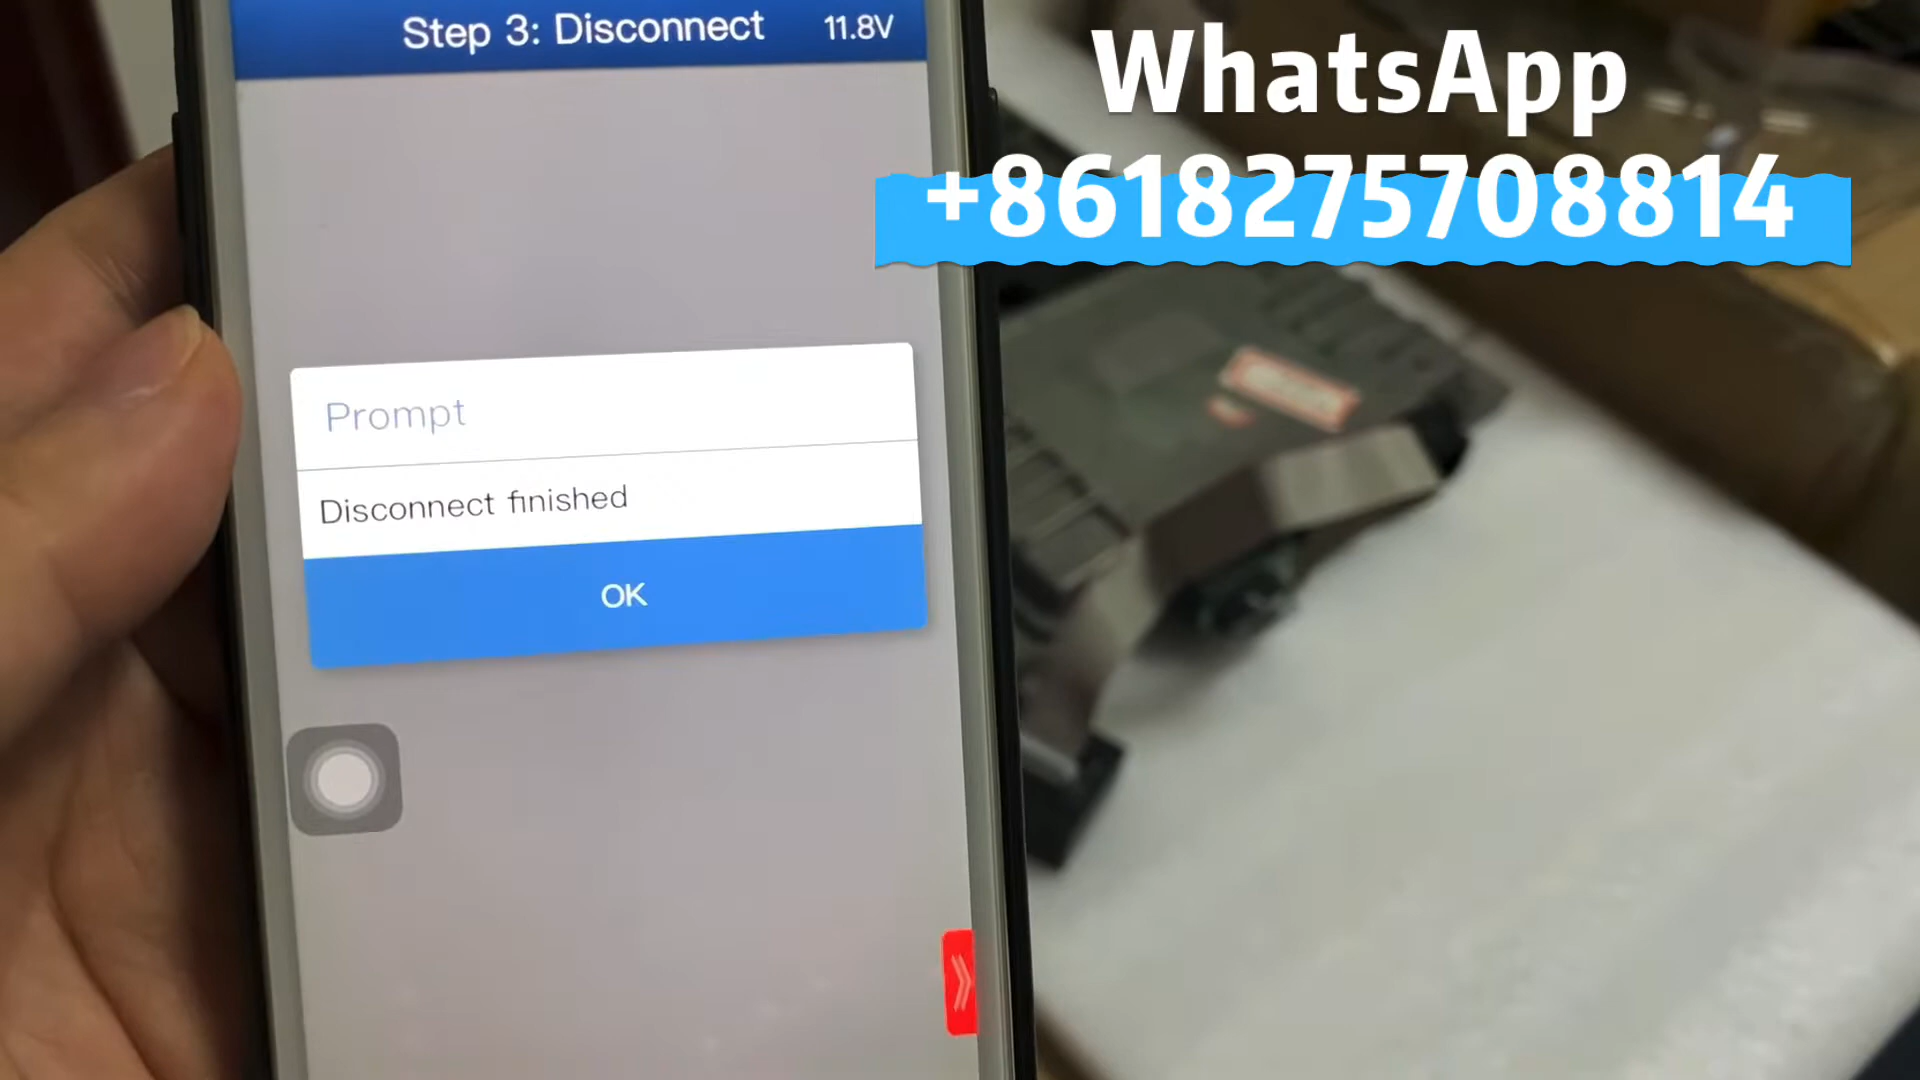 Step 3: Disconnect 11.8V
WhatsApp
+8618275708814
Prompt
Disconnect finished
OK